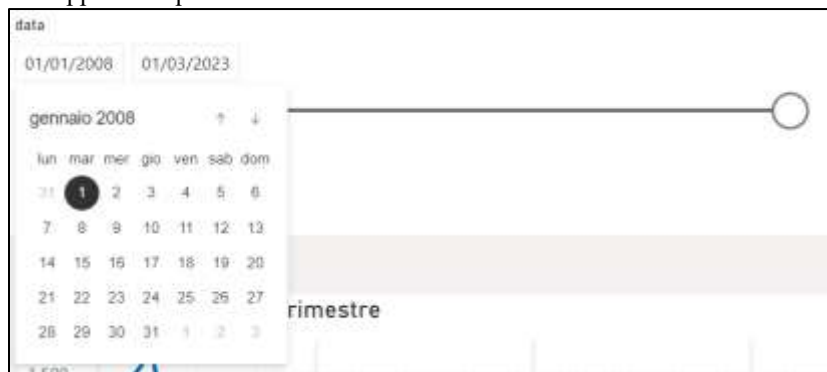 data
01/01/2008 01/03/2023
gennaio 2008
lun mar mer gio ven sab dom
31 1 2 3 4 5 6
7 8 9 10 11 12 13
14 15 16 17 18 19 20
21 22 23 24 25 26 27
28 29 30 31 1 2 3
rimestre